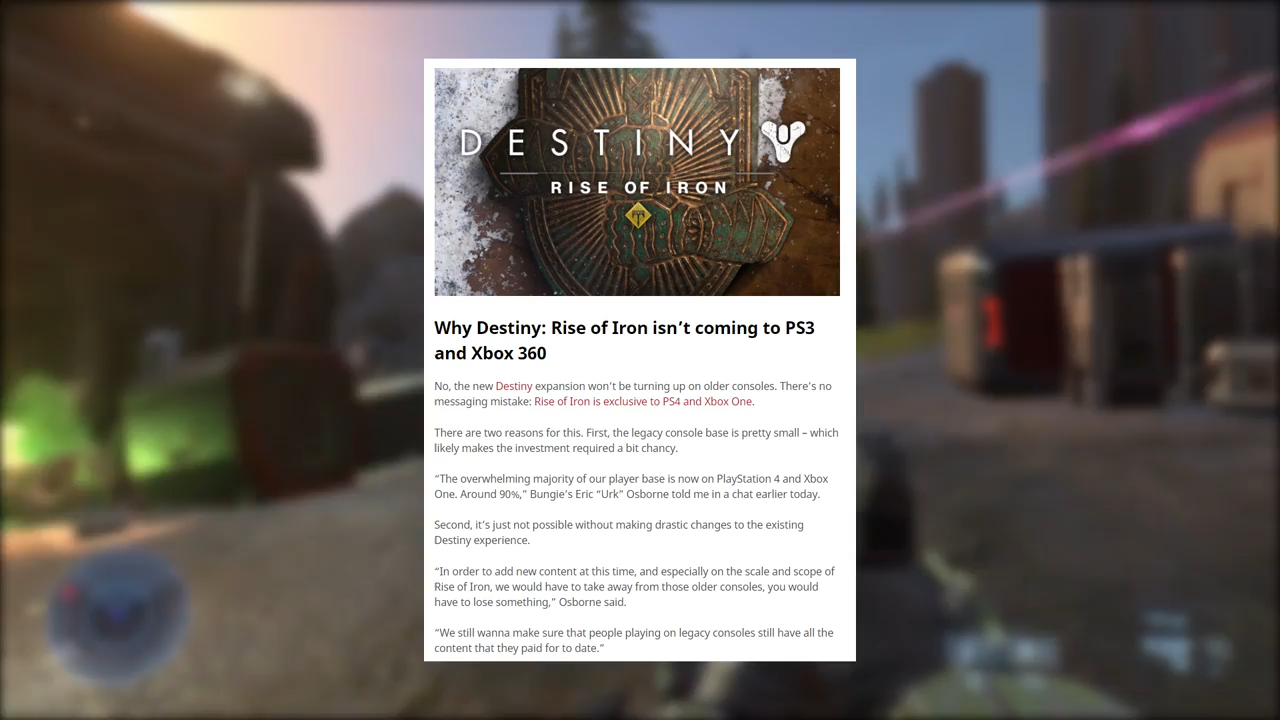 DESTINY
RISE OF IRON
Why Destiny: Rise of Iron isn’t coming to PS3
and Xbox 360
No, the new Destiny expansion won’t be turning up on older consoles. There’s no
messaging mistake: Rise of Iron is exclusive to PS4 and Xbox One.
There are two reasons for this. First, the legacy console base is pretty small – which
likely makes the investment required a bit chancy.
“The overwhelming majority of our player base is now on PlayStation 4 and Xbox
One. Around 90%,” Bungie’s Eric “Urk” Osborne told me in a chat earlier today.
Second, it’s just not possible without making drastic changes to the existing
Destiny experience.
“In order to add new content at this time, and especially on the scale and scope of
Rise of Iron, we would have to take away from those older consoles, you would
have to lose something,” Osborne said.
“We still wanna make sure that people playing on legacy consoles still have all the
content that they paid for to date.”